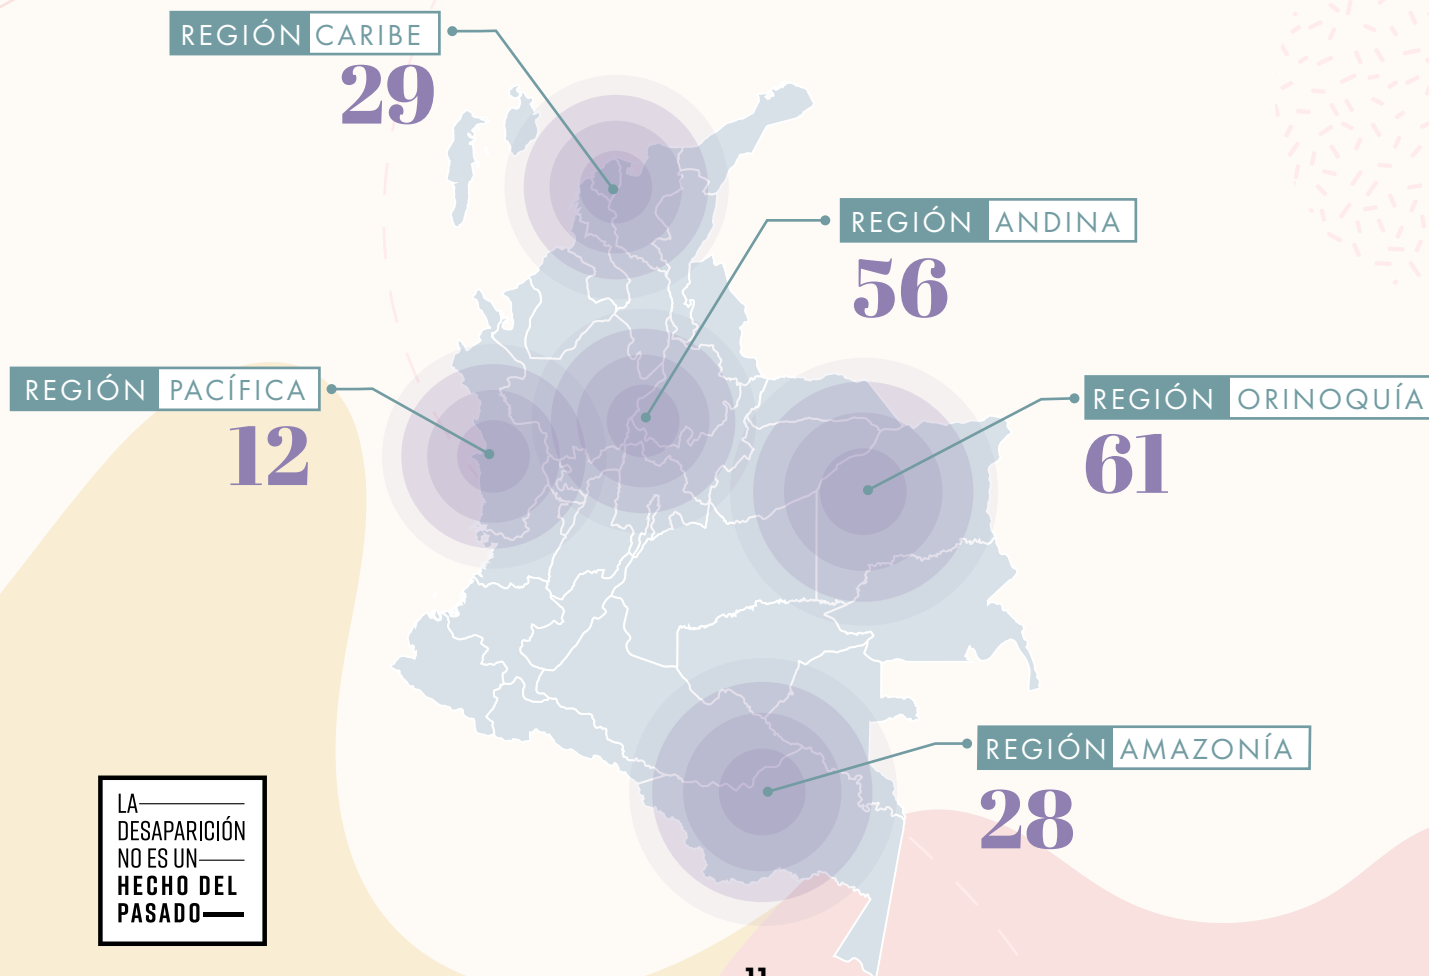 REGIÓN CARIBE
29
REGIÓN ANDINA
56
REGIÓN PACÍFICA
12
REGIÓN ORINOQUÍA
61
REGIÓN AMAZONÍA
28
LA
DESAPARICIÓN
NO ES UN
HECHO DEL
PASADO
11